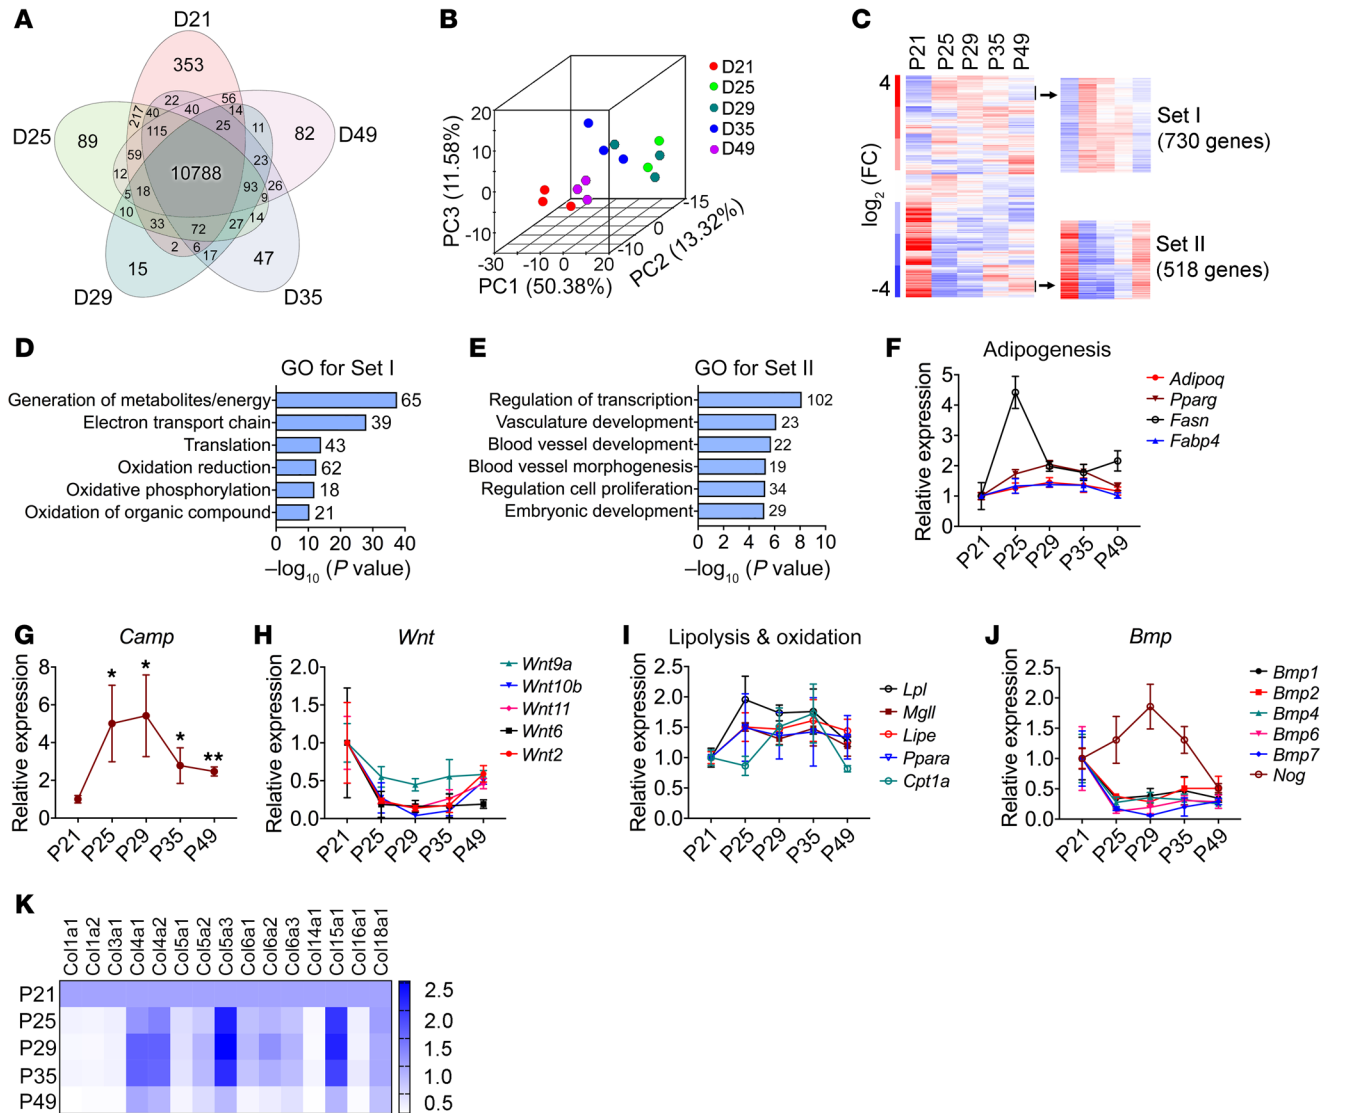 A
D21
353
D25
89
82
D49
22
56
217
40
40
14
115
25
11
59
23
10788
12
93
26
5
18
9
10
14
33
72
27
2
6
17
15
47
D29
D35
B
20
10
0
-10
PC3 (11.58%)
-30
-10
0
20
PC1 (50.38%)
-10
0
-15
PC2 (13.32%)
D21
D25
D29
D35
D49
C
P21
P25
P29
P35
P49
4
-4
log2 (FC)
Set I
(730 genes)
Set II
(518 genes)
D
GO for Set I
Generation of metabolites/energy 65
Electron transport chain 39
Translation 43
Oxidation reduction 62
Oxidative phosphorylation 18
Oxidation of organic compound 21
0 10 20 30 40
–log10 (P value)
E
GO for Set II
Regulation of transcription 102
Vasculature development 23
Blood vessel development 22
Blood vessel morphogenesis 19
Regulation cell proliferation 34
Embryonic development 29
0 2 4 6 8 10
–log10 (P value)
F
Adipogenesis
Relative expression
5
4
3
2
1
0
P21 P25 P29 P35 P49
Adipoq
Pparg
Fasn
Fabp4
G
Camp
Relative expression
8
6
4
2
0
* * * **
P21 P25 P29 P35 P49
H
Wnt
Relative expression
2.0
1.5
1.0
0.5
0.0
P21 P25 P29 P35 P49
Wnt9a
Wnt10b
Wnt11
Wnt6
Wnt2
I
Lipolysis & oxidation
Relative expression
2.5
2.0
1.5
1.0
0.5
0.0
P21 P25 P29 P35 P49
Lpl
Mgll
Lipe
Ppara
Cpt1a
J
Bmp
Relative expression
2.5
2.0
1.5
1.0
0.5
0.0
P21 P25 P29 P35 P49
Bmp1
Bmp2
Bmp4
Bmp6
Bmp7
Nog
K
Col1a1
Col1a2
Col3a1
Col4a1
Col4a2
Col5a1
Col5a2
Col5a3
Col6a1
Col6a2
Col6a3
Col14a1
Col15a1
Col16a1
Col18a1
P21
P25
P29
P35
P49
2.5
2.0
1.5
1.0
0.5